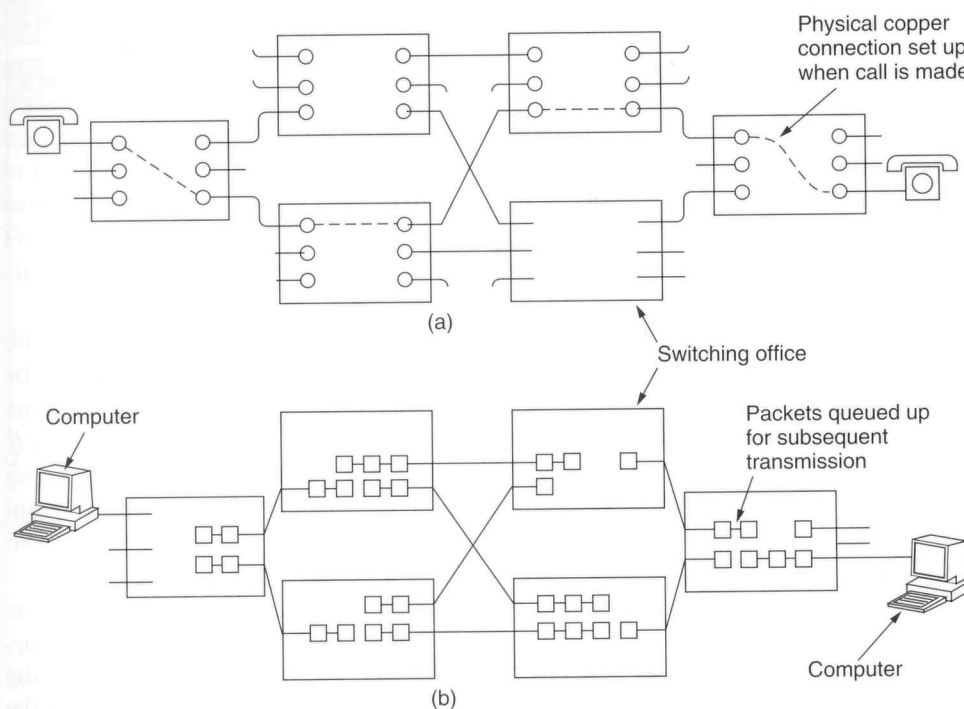 Physical copper
connection set up
when call is made
(a)
Switching office
Computer
Packets queued up
for subsequent
transmission
Computer
(b)